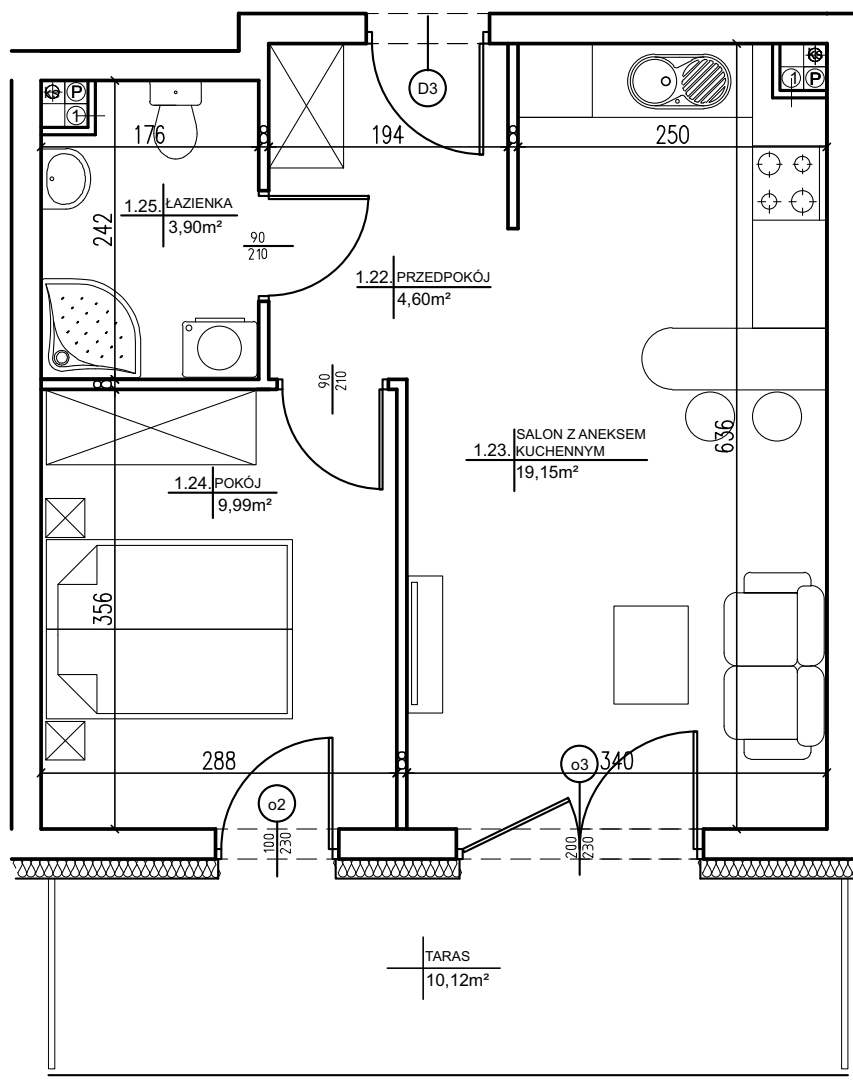 D3
P
1
1
P
176
194
250
1.25. ŁAZIENKA
3,90m²
242
90
210
1.22. PRZEDPOKÓJ
4,60m²
90
210
636
1.23. SALON Z ANEKSEM
KUCHENNYM
19,15m²
1.24. POKÓJ
9,99m²
356
288
o3
340
o2
100
230
200
230
TARAS
10,12m²